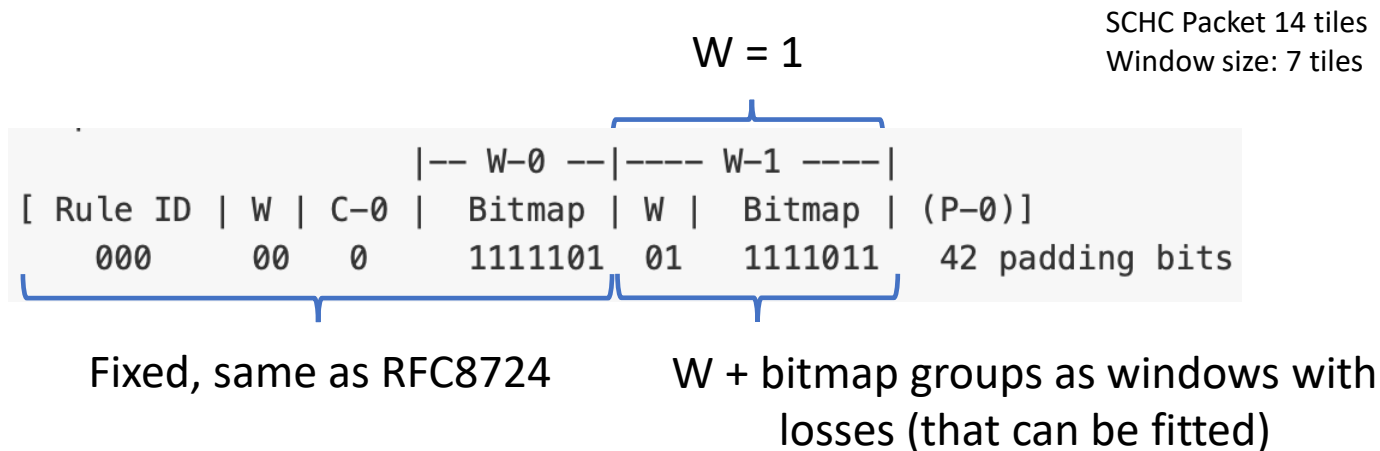 SCHC Packet 14 tiles
Window size: 7 tiles
W = 1
|-- W-0 --|---- W-1 ----|
[ Rule ID | W | C-0 | Bitmap | W | Bitmap | (P-0)]
000 00 0 1111101 01 1111011 42 padding bits
Fixed, same as RFC8724
W + bitmap groups as windows with
losses (that can be fitted)